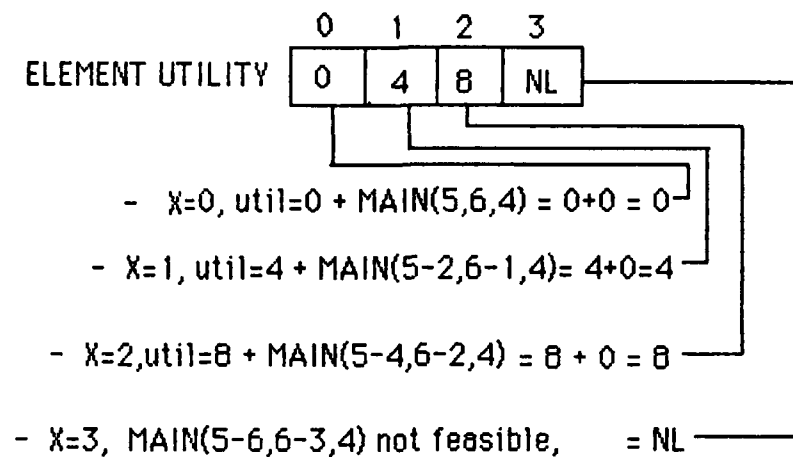 0 1 2 3
ELEMENT UTILITY 0 4 8 NL
- X=0, util=0 + MAIN(5,6,4) = 0+0 = 0
- X=1, util=4 + MAIN(5-2,6-1,4)= 4+0=4
- X=2,util=8 + MAIN(5-4,6-2,4) = 8 + 0 = 8
- X=3, MAIN(5-6,6-3,4) not feasible, = NL